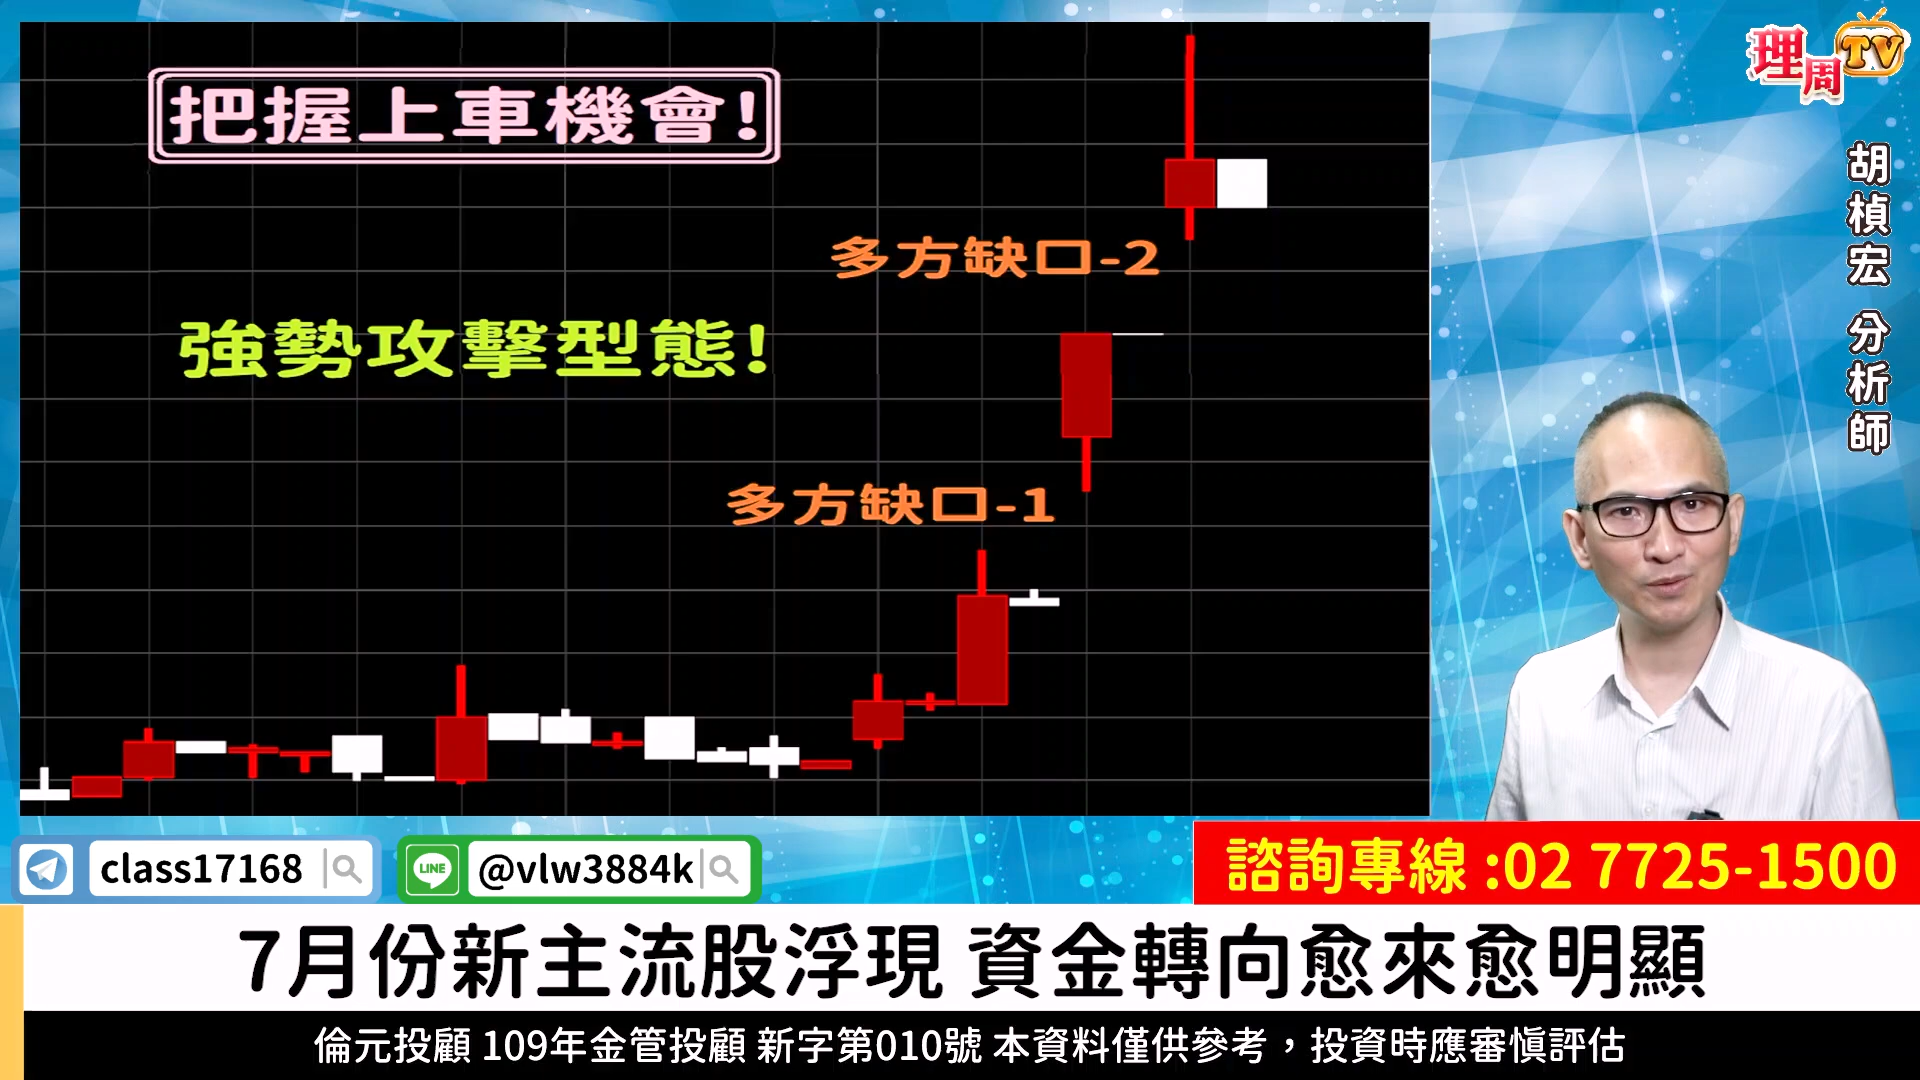 把握上車機會!
理周TV
胡楨宏 分析師
多方缺口-2
強勢攻擊型態!
多方缺口-1
class17168
LINE
@vlw3884k
諮詢專線 :02 7725-1500
7月份新主流股浮現 資金轉向愈來愈明顯
倫元投顧 109年金管投顧 新字第010號 本資料僅供參考，投資時應審慎評估